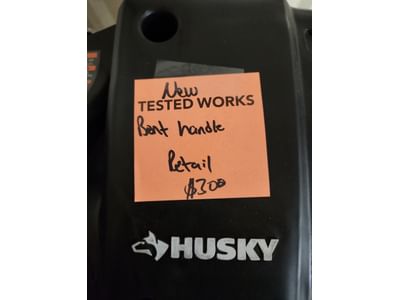 New
TESTED WORKS
Bent handle
Retail
$300
HUSKY